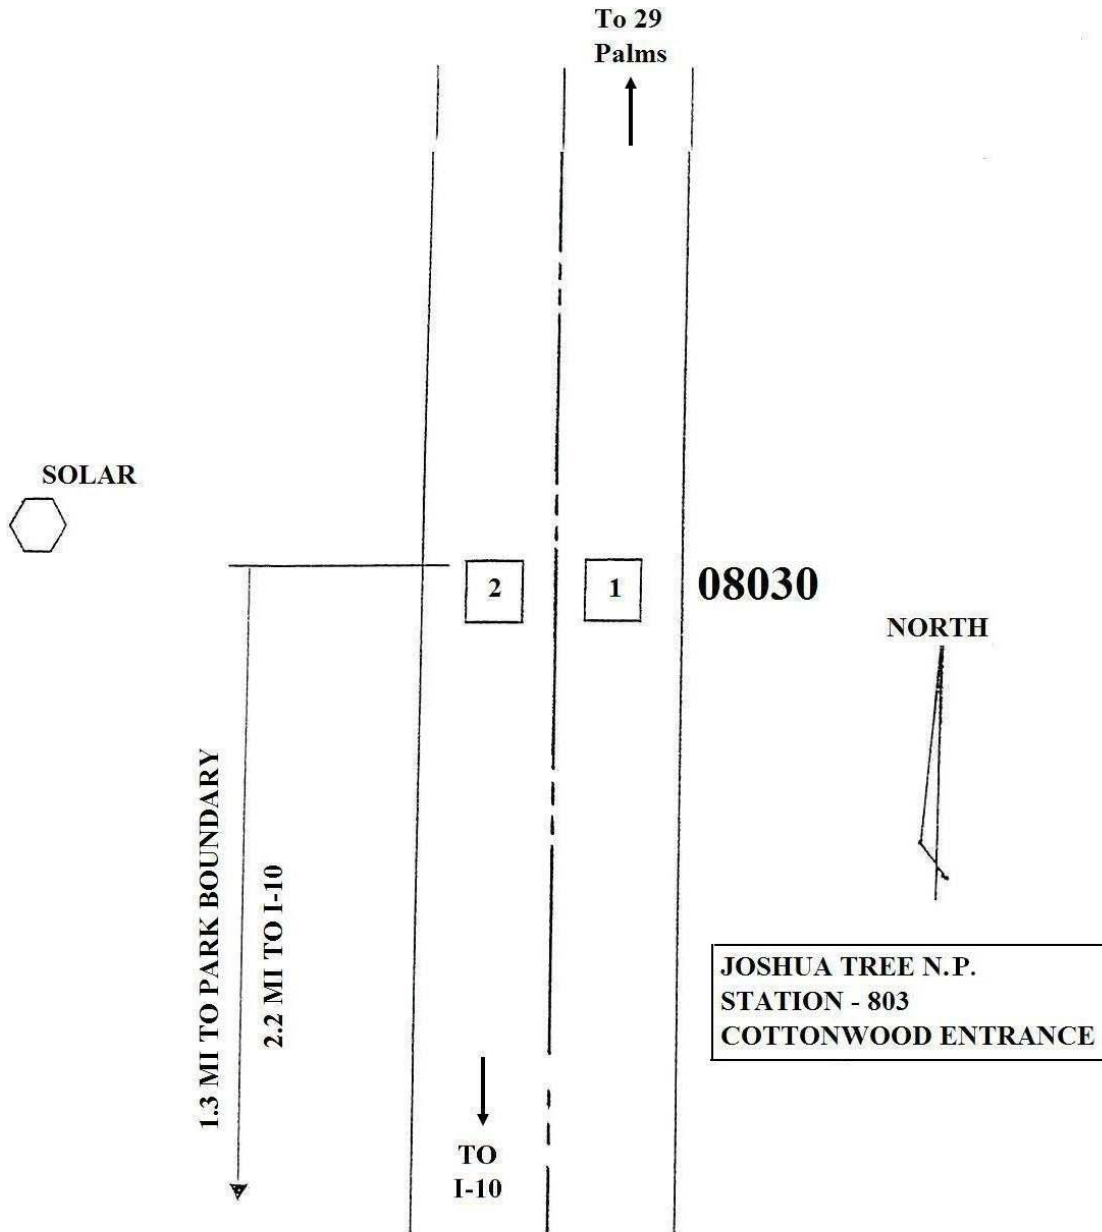 To 29
Palms
SOLAR
2
1
08030
NORTH
1.3 MI TO PARK BOUNDARY
2.2 MI TO I-10
JOSHUA TREE N.P.
STATION - 803
COTTONWOOD ENTRANCE
TO
I-10